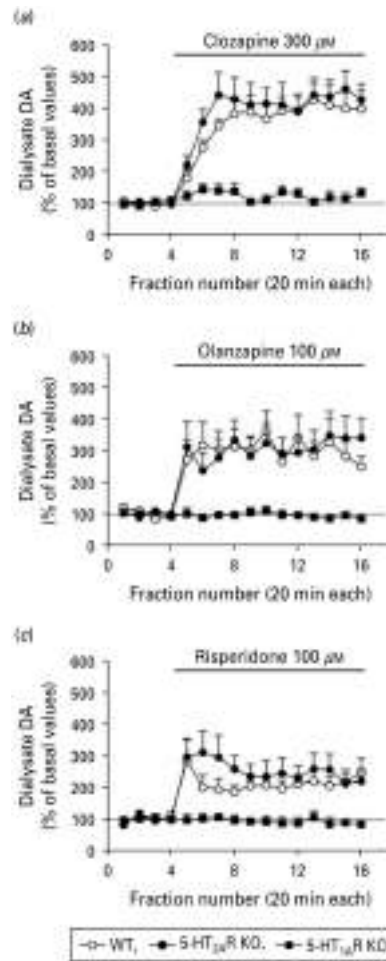 (a)
Clozapine 300 μM
600
500
400
300
200
100
0
Dialysate DA
(% of basal values)
0 4 8 12 16
Fraction number (20 min each)
(b)
Olanzapine 100 μM
600
500
400
300
200
100
0
Dialysate DA
(% of basal values)
0 4 8 12 16
Fraction number (20 min each)
(c)
Risperidone 100 μM
600
500
400
300
200
100
0
Dialysate DA
(% of basal values)
0 4 8 12 16
Fraction number (20 min each)
WT, 5-HT2AR KO. 5-HT1AR KO.